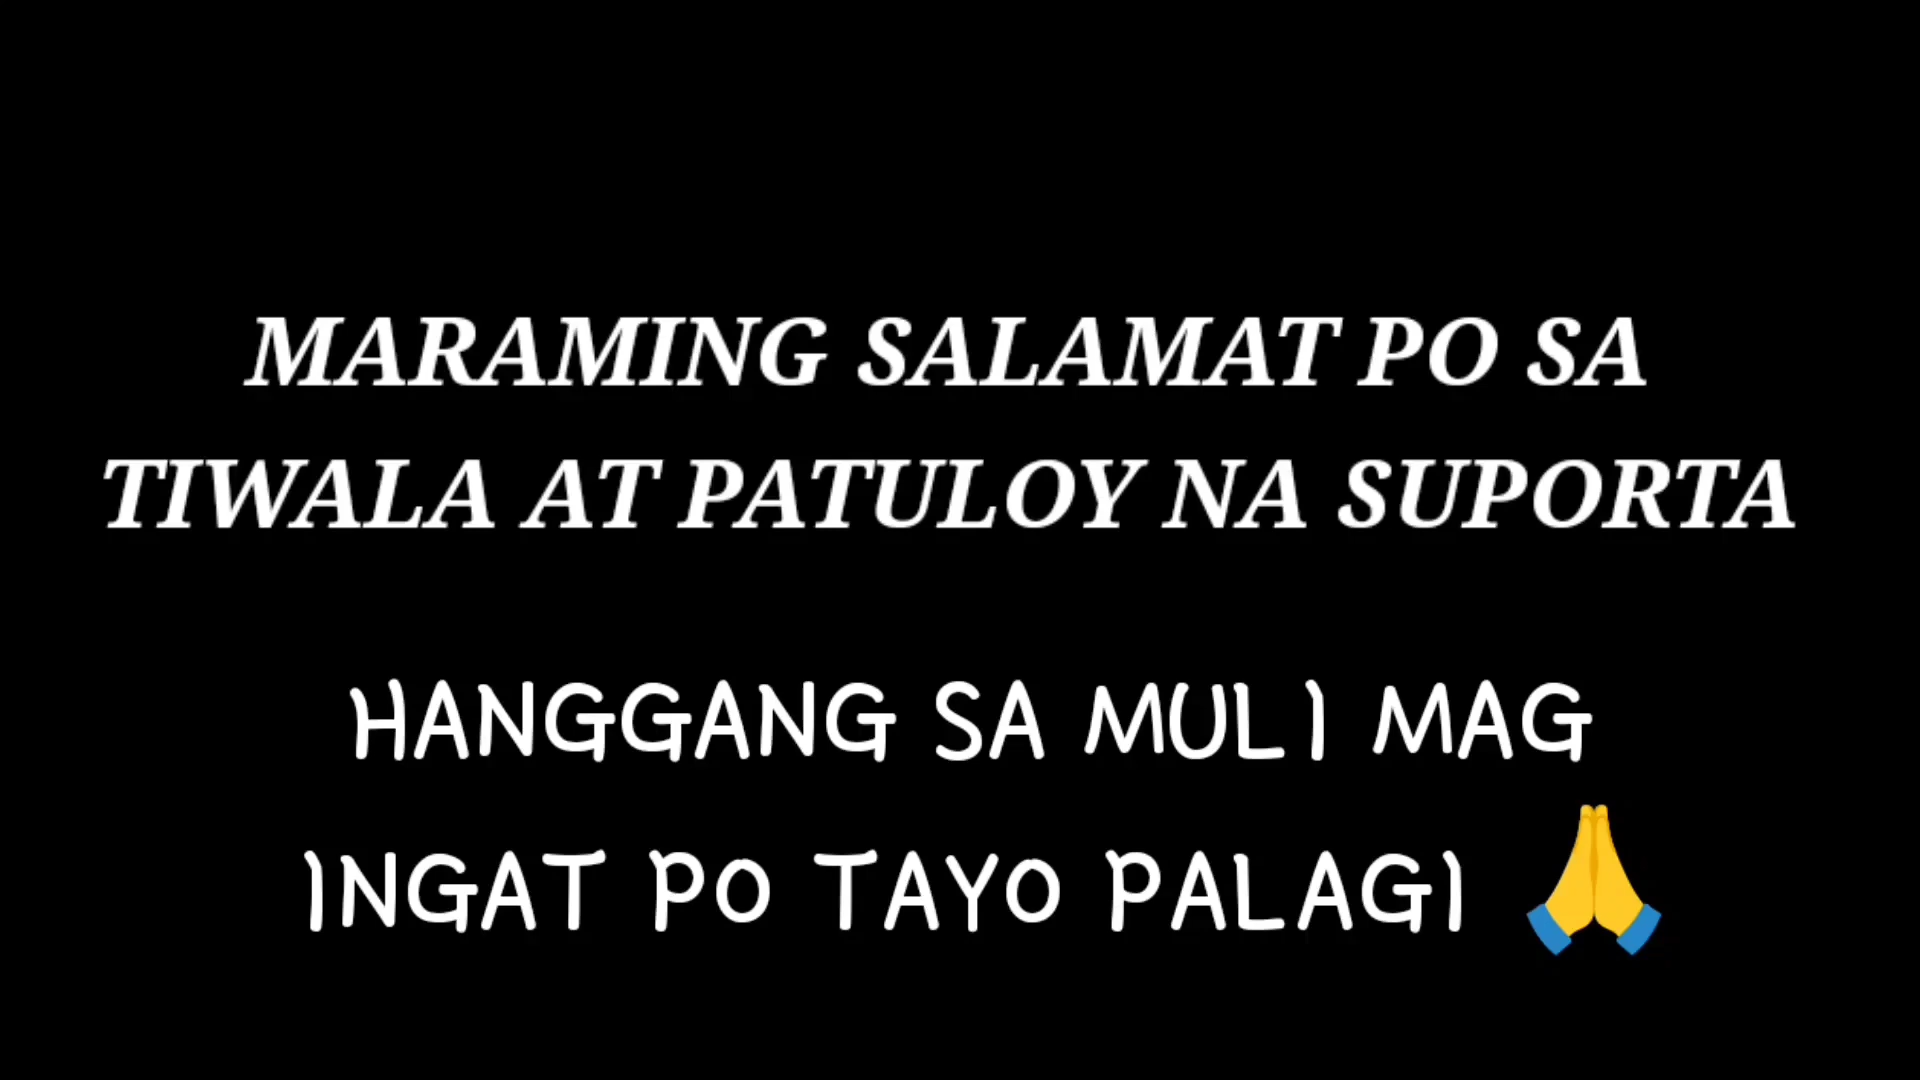 MARAMING SALAMAT PO SA
TIWALA AT PATULOY NA SUPORTA
HANGGANG SA MULI MAG
INGAT PO TAYO PALAGI 🙏